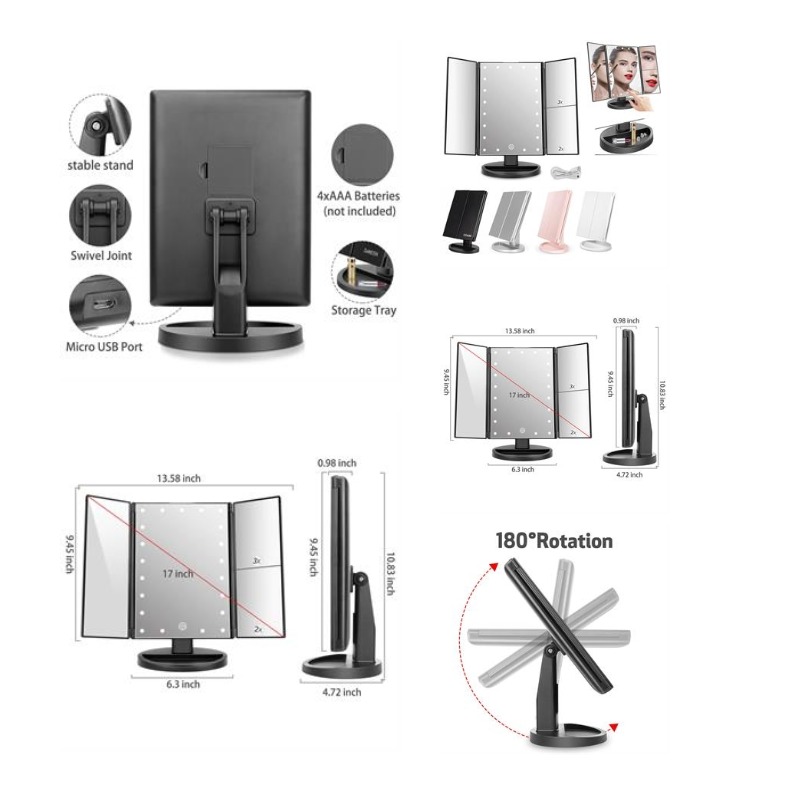 stable stand
Swivel Joint
Micro USB Port
4xAAA Batteries
(not included)
Storage Tray
3x
2x
13.58 inch
9.45 inch
17 inch
3x
2x
6.3 inch
0.98 inch
9.45 inch
10.83 inch
4.72 inch
13.58 inch
9.45 inch
17 inch
3x
2x
6.3 inch
0.98 inch
9.45 inch
10.83 inch
4.72 inch
180°Rotation